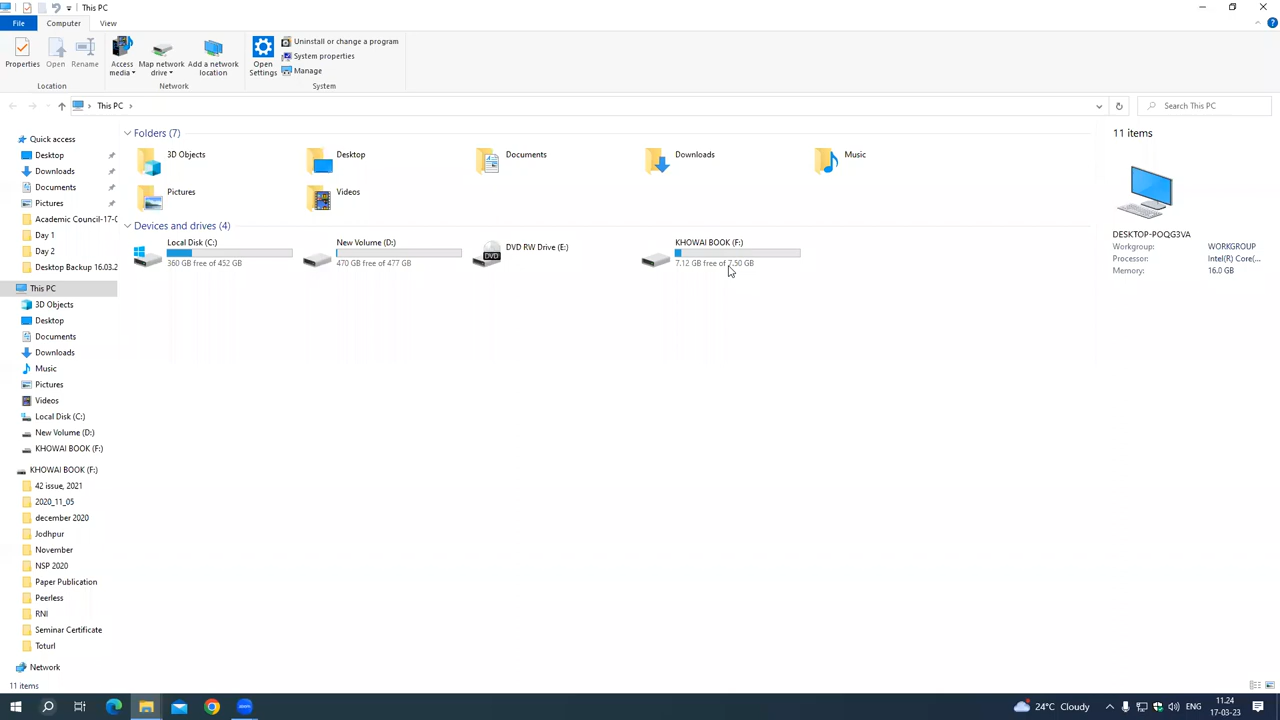 This PC
File
Computer
View
Properties
Open
Rename
Access media
Map network drive
Add a network location
Open Settings
Uninstall or change a program
System properties
Manage
Location
Network
System
This PC
Search This PC
Quick access
Desktop
Downloads
Documents
Pictures
Academic Council-17-
Day 1
Day 2
Desktop Backup 16.03.2
This PC
3D Objects
Desktop
Documents
Downloads
Music
Pictures
Videos
Local Disk (C:)
New Volume (D:)
KHOWAI BOOK (F:)
KHOWAI BOOK (F:)
42 issue, 2021
2020_11_05
december 2020
Jodhpur
November
NSP 2020
Paper Publication
Peerless
RNI
Seminar Certificate
Toturl
Network
Folders (7)
3D Objects
Desktop
Documents
Downloads
Music
Pictures
Videos
Devices and drives (4)
Local Disk (C:)
360 GB free of 452 GB
New Volume (D:)
470 GB free of 477 GB
DVD
DVD RW Drive (E:)
KHOWAI BOOK (F:)
7.12 GB free of 7.50 GB
11 items
DESKTOP-POQG3VA
Workgroup: WORKGROUP
Processor: Intel(R) Core(...
Memory: 16.0 GB
11 items
24°C Cloudy
ENG
11.24
17-03-23